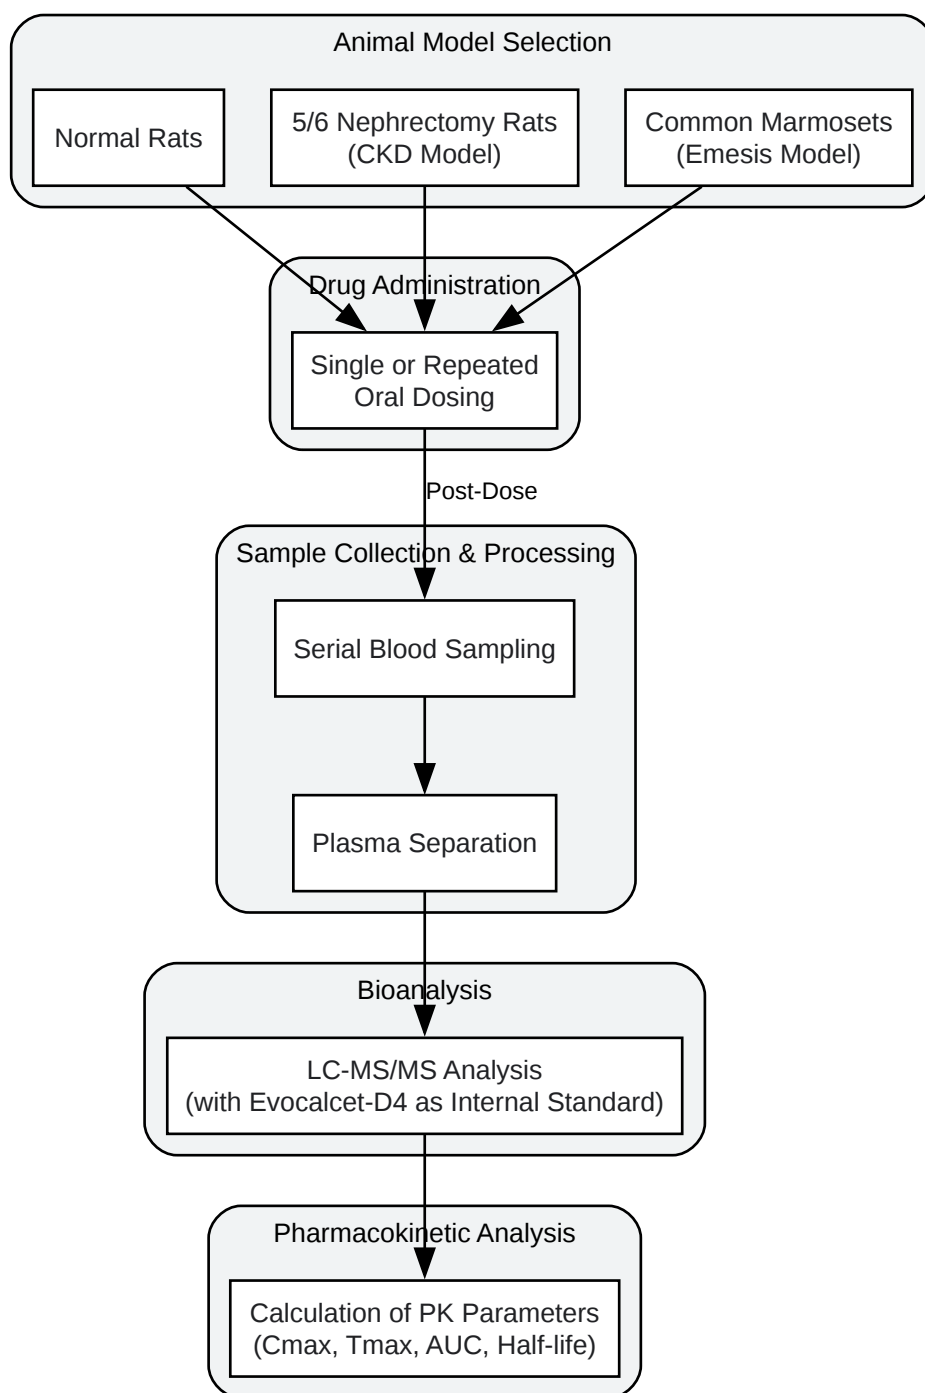 Animal Model Selection
Normal Rats
5/6 Nephrectomy Rats
(CKD Model)
Common Marmosets
(Emesis Model)
Drug Administration
Single or Repeated
Oral Dosing
Post-Dose
Sample Collection & Processing
Serial Blood Sampling
Plasma Separation
Bioanalysis
LC-MS/MS Analysis
(with Evocalcet-D4 as Internal Standard)
Pharmacokinetic Analysis
Calculation of PK Parameters
(Cmax, Tmax, AUC, Half-life)